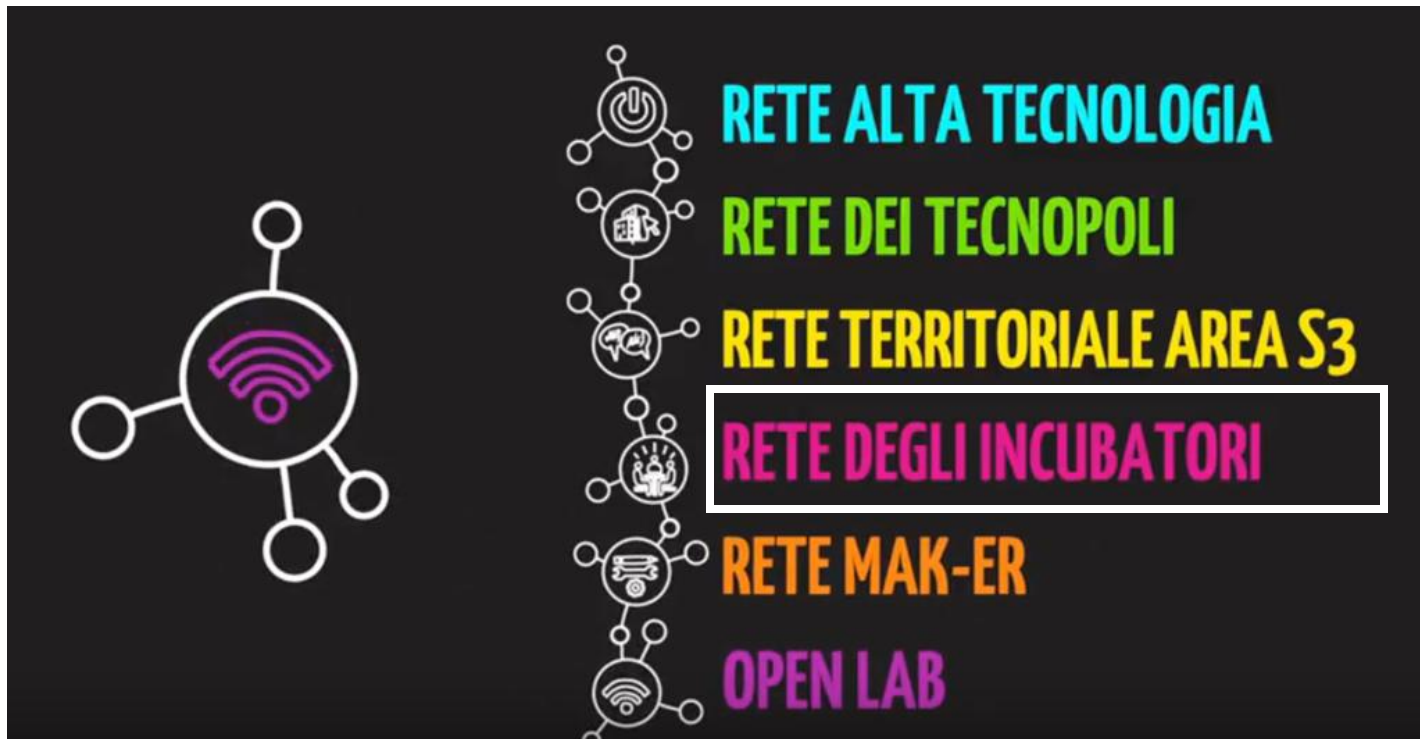 RETE ALTA TECNOLOGIA
RETE DEI TECNOPOLI
RETE TERRITORIALE AREA S3
RETE DEGLI INCUBATORI
RETE MAK-ER
OPEN LAB